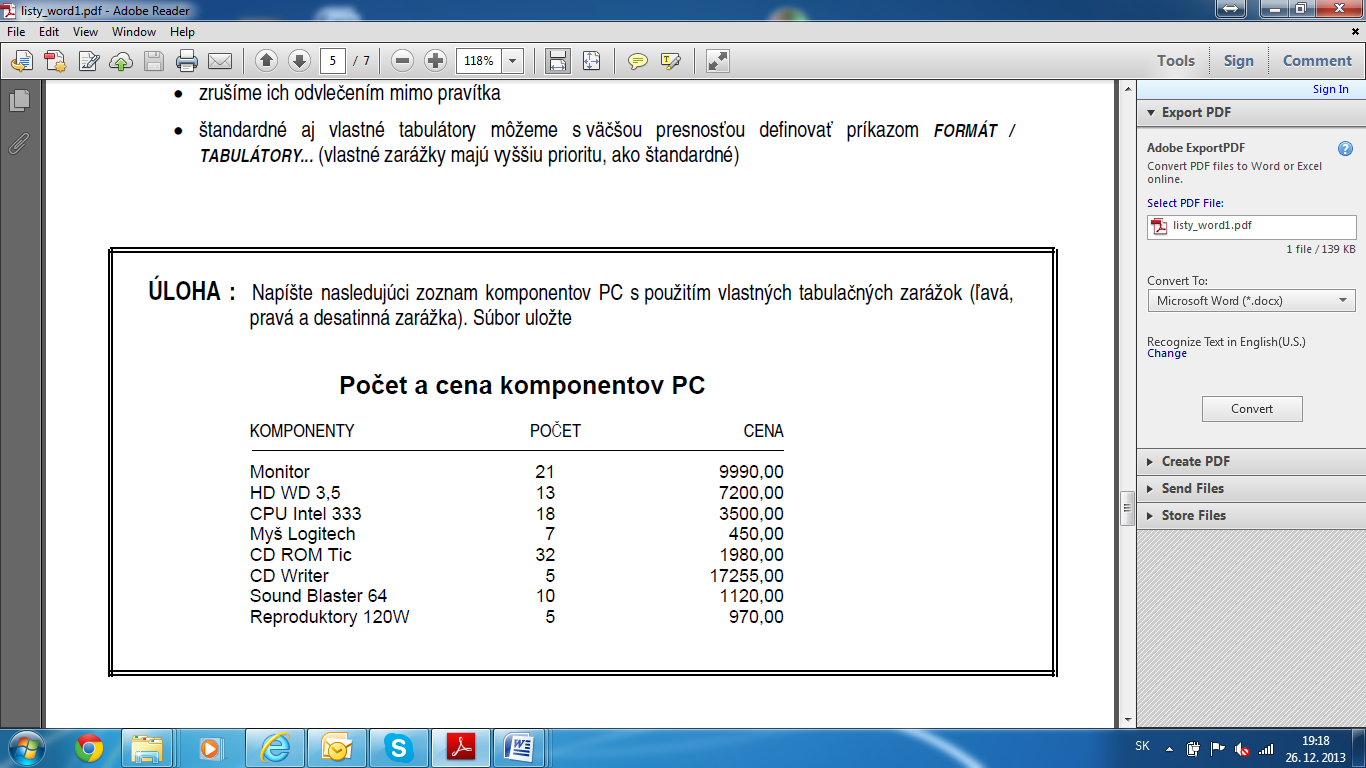 listy_word1.pdf - Adobe Reader
File Edit View Window Help
5 / 7 118% Tools Sign Comment
Sign In
• zrušíme ich odvlečením mimo pravítka
• štandardné aj vlastné tabulátory môžeme s väčšou presnosťou definovať príkazom FORMÁT /
TABULÁTORY... (vlastné zarážky majú vyššiu prioritu, ako štandardné)
ÚLOHA : Napíšte nasledujúci zoznam komponentov PC s použitím vlastných tabulačných zarážok (ľavá,
pravá a desatinná zarážka). Súbor uložte
Počet a cena komponentov PC
KOMPONENTY POČET CENA
Monitor 21 9990,00
HD WD 3,5 13 7200,00
CPU Intel 333 18 3500,00
Myš Logitech 7 450,00
CD ROM Tic 32 1980,00
CD Writer 5 17255,00
Sound Blaster 64 10 1120,00
Reproduktory 120W 5 970,00
Export PDF
Adobe ExportPDF
Convert PDF files to Word or Excel
online.
Select PDF File:
listy_word1.pdf
1 file / 139 KB
Convert To:
Microsoft Word (*.docx)
Recognize Text in English(U.S.)
Change
Convert
Create PDF
Send Files
Store Files
SK
19:18
26. 12. 2013